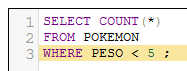 1 SELECT COUNT(*)
2 FROM POKEMON
3 WHERE PESO < 5 ;